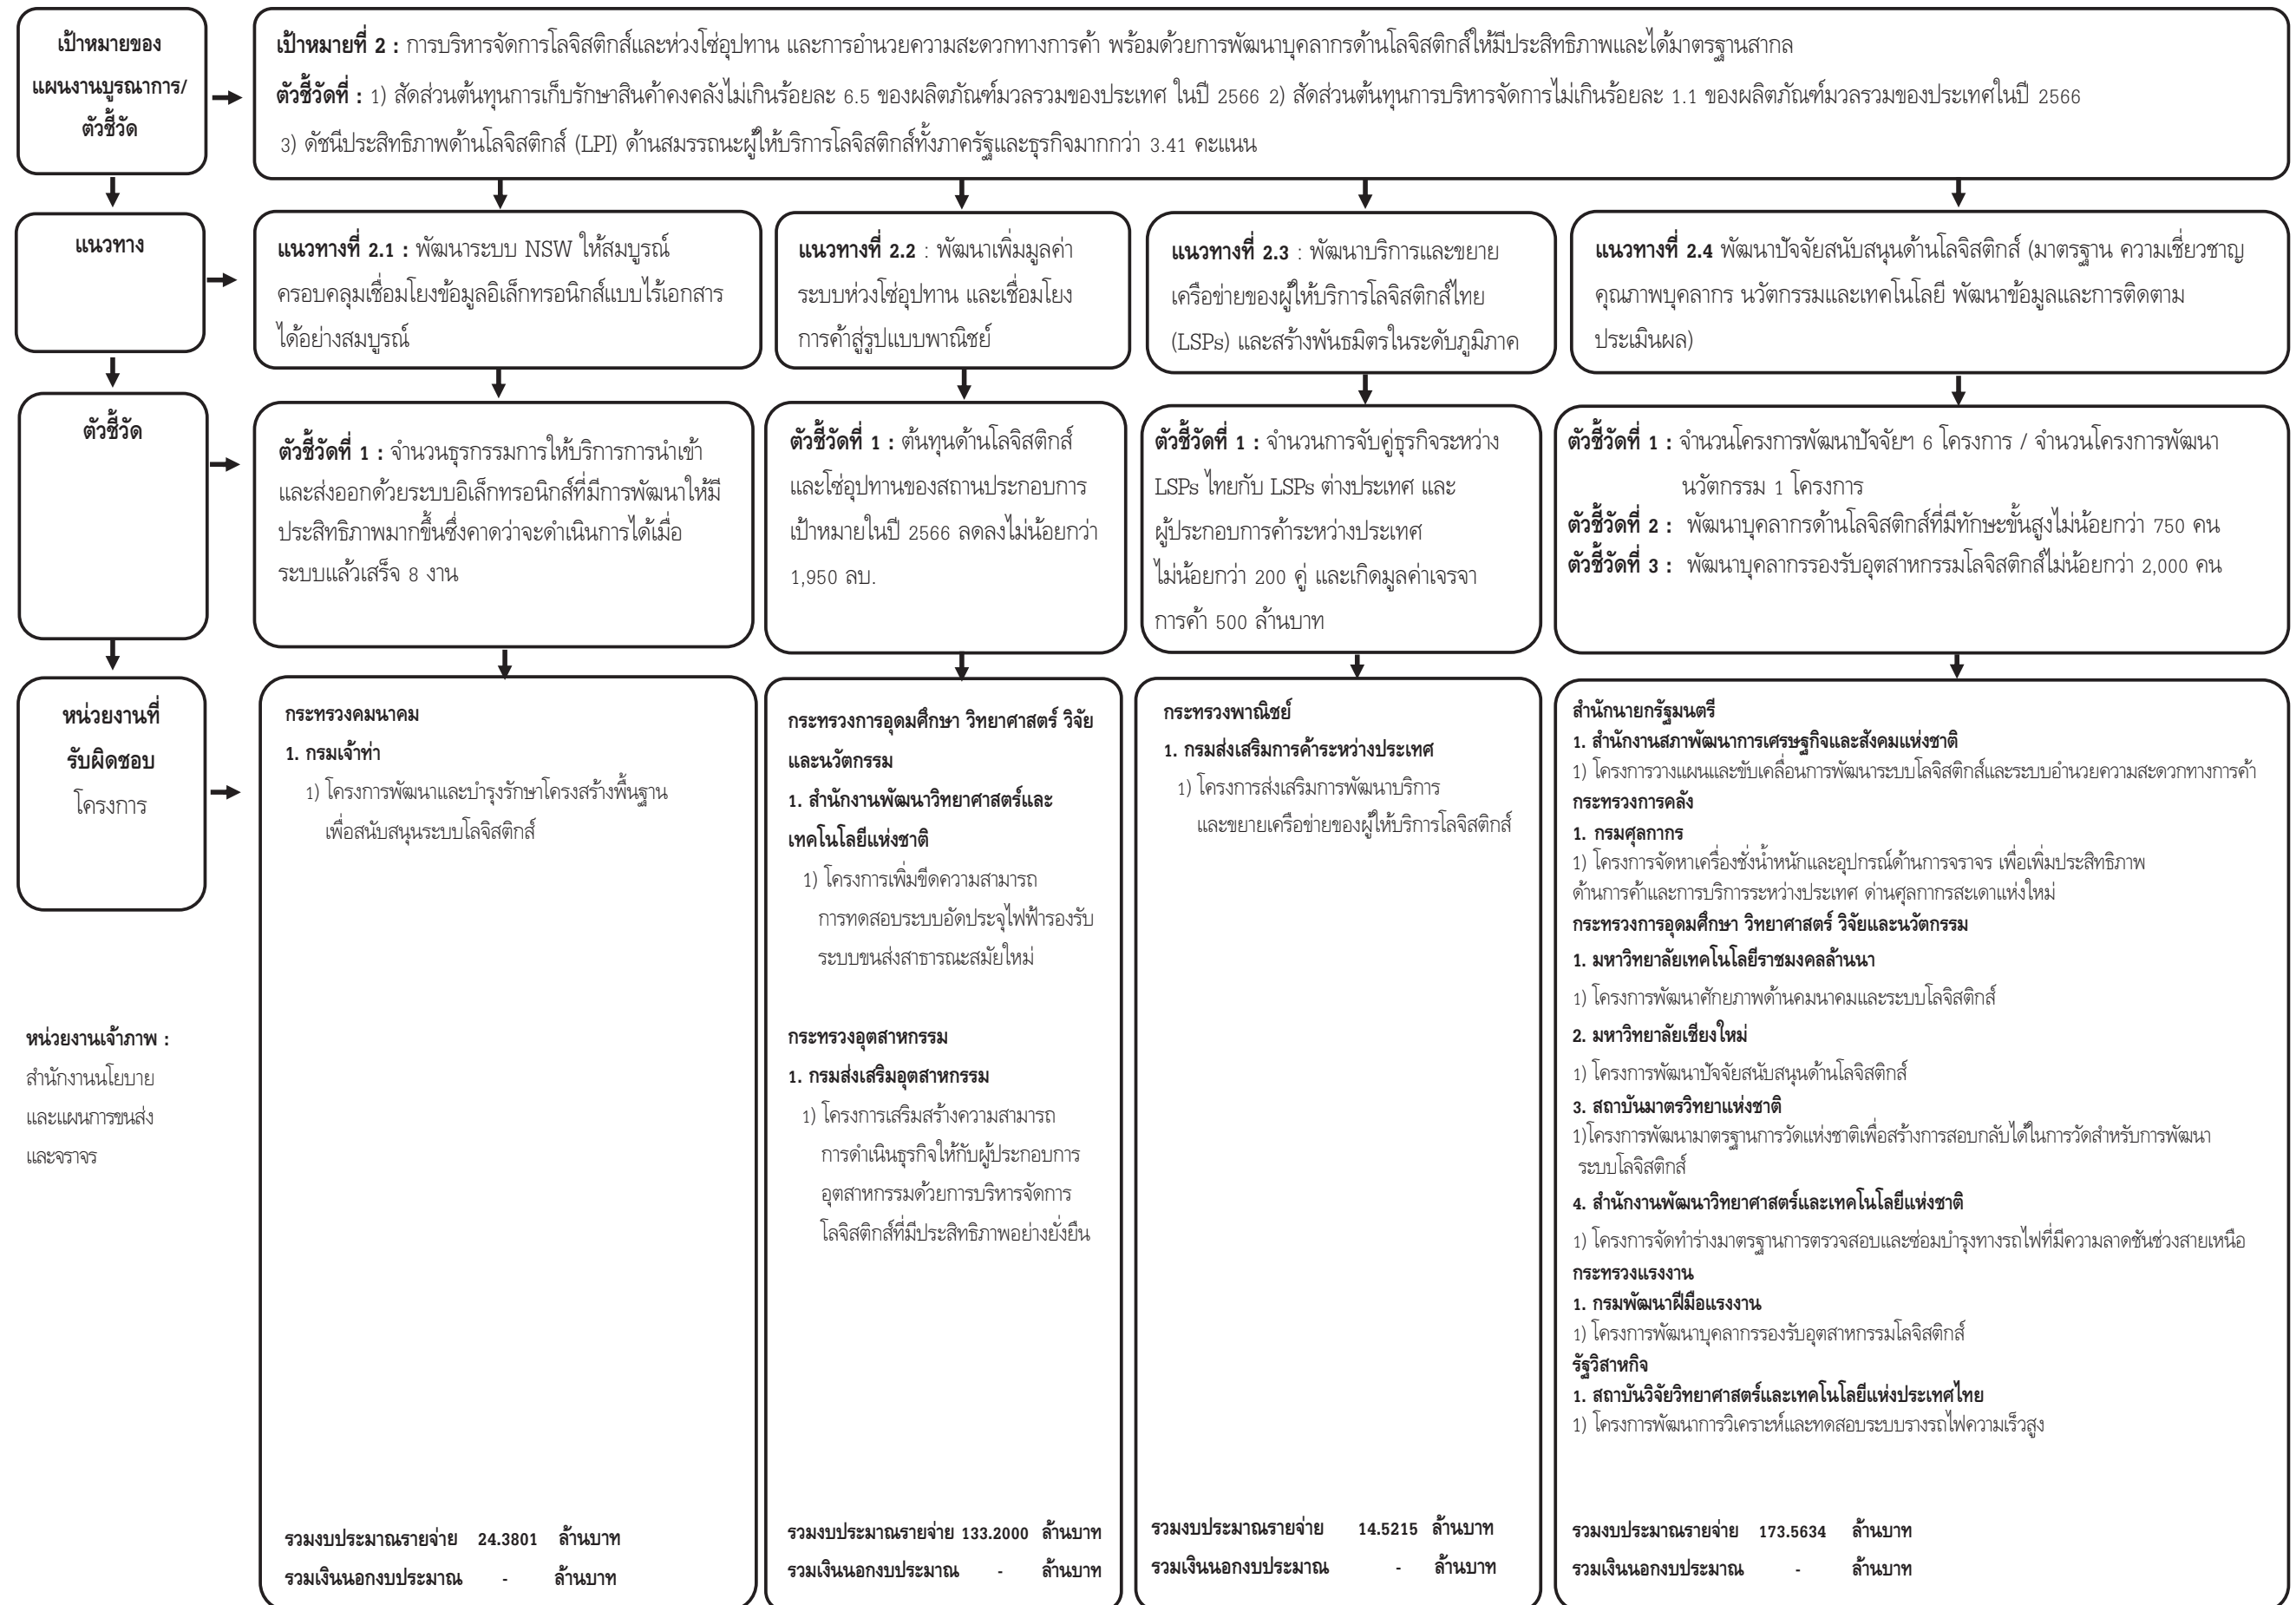 เป้าหมายของ
แผนงานบูรณาการ/
ตัวชี้วัด
เป้าหมายที่ 2 : การบริหารจัดการโลจิสติกส์และห่วงโซ่อุปทาน และการอำนวยความสะดวกทางการค้า พร้อมด้วยการพัฒนาบุคลากรด้านโลจิสติกส์ให้มีประสิทธิภาพและได้มาตรฐานสากล
ตัวชี้วัดที่ : 1) สัดส่วนต้นทุนการเก็บรักษาสินค้าคงคลังไม่เกินร้อยละ 6.5 ของผลิตภัณฑ์มวลรวมของประเทศ ในปี 2566 2) สัดส่วนต้นทุนการบริหารจัดการไม่เกินร้อยละ 1.1 ของผลิตภัณฑ์มวลรวมของประเทศในปี 2566
3) ดัชนีประสิทธิภาพด้านโลจิสติกส์ (LPI) ด้านสมรรถนะผู้ให้บริการโลจิสติกส์ทั้งภาครัฐและธุรกิจมากกว่า 3.41 คะแนน
แนวทาง
แนวทางที่ 2.1 : พัฒนาระบบ NSW ให้สมบูรณ์
ครอบคลุมเชื่อมโยงข้อมูลอิเล็กทรอนิกส์แบบไร้เอกสาร
ได้อย่างสมบูรณ์
แนวทางที่ 2.2 : พัฒนาเพิ่มมูลค่า
ระบบห่วงโซ่อุปทาน และเชื่อมโยง
การค้าสู่รูปแบบพาณิชย์
แนวทางที่ 2.3 : พัฒนาบริการและขยาย
เครือข่ายของผู้ให้บริการโลจิสติกส์ไทย
(LSPs) และสร้างพันธมิตรในระดับภูมิภาค
แนวทางที่ 2.4 พัฒนาปัจจัยสนับสนุนด้านโลจิสติกส์ (มาตรฐาน ความเชี่ยวชาญ
คุณภาพบุคลากร นวัตกรรมและเทคโนโลยี พัฒนาข้อมูลและการติดตาม
ประเมินผล)
ตัวชี้วัด
ตัวชี้วัดที่ 1 : จำนวนธุรกรรมการให้บริการการนำเข้า
และส่งออกด้วยระบบอิเล็กทรอนิกส์ที่มีการพัฒนาให้มี
ประสิทธิภาพมากขึ้นซึ่งคาดว่าจะดำเนินการได้เมื่อ
ระบบแล้วเสร็จ 8 งาน
ตัวชี้วัดที่ 1 : ต้นทุนด้านโลจิสติกส์
และโซ่อุปทานของสถานประกอบการ
เป้าหมายในปี 2566 ลดลงไม่น้อยกว่า
1,950 ลบ.
ตัวชี้วัดที่ 1 : จำนวนการจับคู่ธุรกิจระหว่าง
LSPs ไทยกับ LSPs ต่างประเทศ และ
ผู้ประกอบการค้าระหว่างประเทศ
ไม่น้อยกว่า 200 คู่ และเกิดมูลค่าเจรจา
การค้า 500 ล้านบาท
ตัวชี้วัดที่ 1 : จำนวนโครงการพัฒนาปัจจัยฯ 6 โครงการ / จำนวนโครงการพัฒนา
นวัตกรรม 1 โครงการ
ตัวชี้วัดที่ 2 : พัฒนาบุคลากรด้านโลจิสติกส์ที่มีทักษะขั้นสูงไม่น้อยกว่า 750 คน
ตัวชี้วัดที่ 3 : พัฒนาบุคลากรรองรับอุตสาหกรรมโลจิสติกส์ไม่น้อยกว่า 2,000 คน
หน่วยงานที่
รับผิดชอบ
โครงการ
หน่วยงานเจ้าภาพ :
สำนักงานนโยบาย
และแผนการขนส่ง
และจราจร
กระทรวงคมนาคม
1. กรมเจ้าท่า
1) โครงการพัฒนาและบำรุงรักษาโครงสร้างพื้นฐาน
เพื่อสนับสนุนระบบโลจิสติกส์
รวมงบประมาณรายจ่าย 24.3801 ล้านบาท
รวมเงินนอกงบประมาณ - ล้านบาท
กระทรวงการอุดมศึกษา วิทยาศาสตร์ วิจัย
และนวัตกรรม
1. สำนักงานพัฒนาวิทยาศาสตร์และ
เทคโนโลยีแห่งชาติ
1) โครงการเพิ่มขีดความสามารถ
การทดสอบระบบอัดประจุไฟฟ้ารองรับ
ระบบขนส่งสาธารณะสมัยใหม่
กระทรวงอุตสาหกรรม
1. กรมส่งเสริมอุตสาหกรรม
1) โครงการเสริมสร้างความสามารถ
การดำเนินธุรกิจให้กับผู้ประกอบการ
อุตสาหกรรมด้วยการบริหารจัดการ
โลจิสติกส์ที่มีประสิทธิภาพอย่างยั่งยืน
รวมงบประมาณรายจ่าย 133.2000 ล้านบาท
รวมเงินนอกงบประมาณ - ล้านบาท
กระทรวงพาณิชย์
1. กรมส่งเสริมการค้าระหว่างประเทศ
1) โครงการส่งเสริมการพัฒนาบริการ
และขยายเครือข่ายของผู้ให้บริการโลจิสติกส์
รวมงบประมาณรายจ่าย 14.5215 ล้านบาท
รวมเงินนอกงบประมาณ - ล้านบาท
สำนักนายกรัฐมนตรี
1. สำนักงานสภาพัฒนาการเศรษฐกิจและสังคมแห่งชาติ
1) โครงการวางแผนและขับเคลื่อนการพัฒนาระบบโลจิสติกส์และระบบอำนวยความสะดวกทางการค้า
กระทรวงการคลัง
1. กรมศุลกากร
1) โครงการจัดหาเครื่องชั่งน้ำหนักและอุปกรณ์ด้านการจราจร เพื่อเพิ่มประสิทธิภาพ
ด้านการค้าและการบริการระหว่างประเทศ ด่านศุลกากรสะเดาแห่งใหม่
กระทรวงการอุดมศึกษา วิทยาศาสตร์ วิจัยและนวัตกรรม
1. มหาวิทยาลัยเทคโนโลยีราชมงคลล้านนา
1) โครงการพัฒนาศักยภาพด้านคมนาคมและระบบโลจิสติกส์
2. มหาวิทยาลัยเชียงใหม่
1) โครงการพัฒนาปัจจัยสนับสนุนด้านโลจิสติกส์
3. สถาบันมาตรวิทยาแห่งชาติ
1)โครงการพัฒนามาตรฐานการวัดแห่งชาติเพื่อสร้างการสอบกลับได้ในการวัดสำหรับการพัฒนา
ระบบโลจิสติกส์
4. สำนักงานพัฒนาวิทยาศาสตร์และเทคโนโลยีแห่งชาติ
1) โครงการจัดทำร่างมาตรฐานการตรวจสอบและซ่อมบำรุงทางรถไฟที่มีความลาดชันช่วงสายเหนือ
กระทรวงแรงงาน
1. กรมพัฒนาฝีมือแรงงาน
1) โครงการพัฒนาบุคลากรรองรับอุตสาหกรรมโลจิสติกส์
รัฐวิสาหกิจ
1. สถาบันวิจัยวิทยาศาสตร์และเทคโนโลยีแห่งประเทศไทย
1) โครงการพัฒนาการวิเคราะห์และทดสอบระบบรางรถไฟความเร็วสูง
รวมงบประมาณรายจ่าย 173.5634 ล้านบาท
รวมเงินนอกงบประมาณ - ล้านบาท